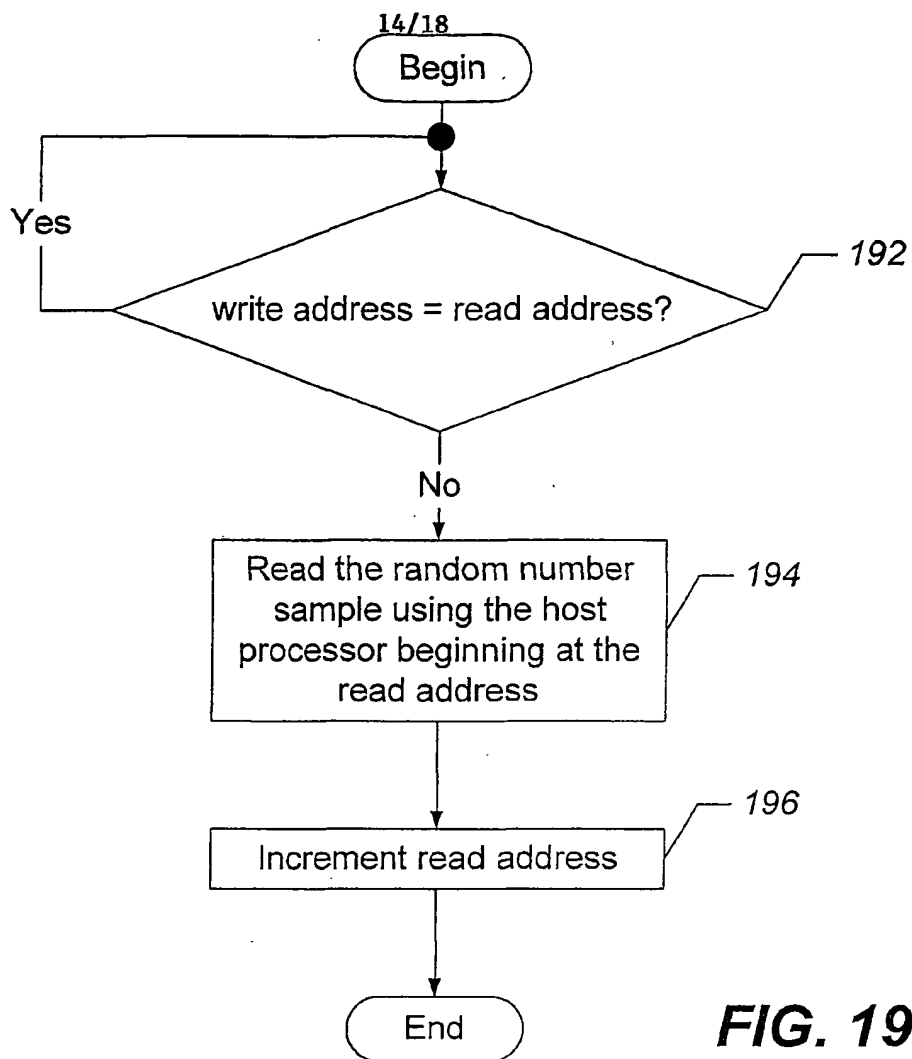 14/18
Begin
Yes
192
write address = read address?
No
Read the random number
sample using the host
processor beginning at the
read address
194
196
Increment read address
End
FIG. 19